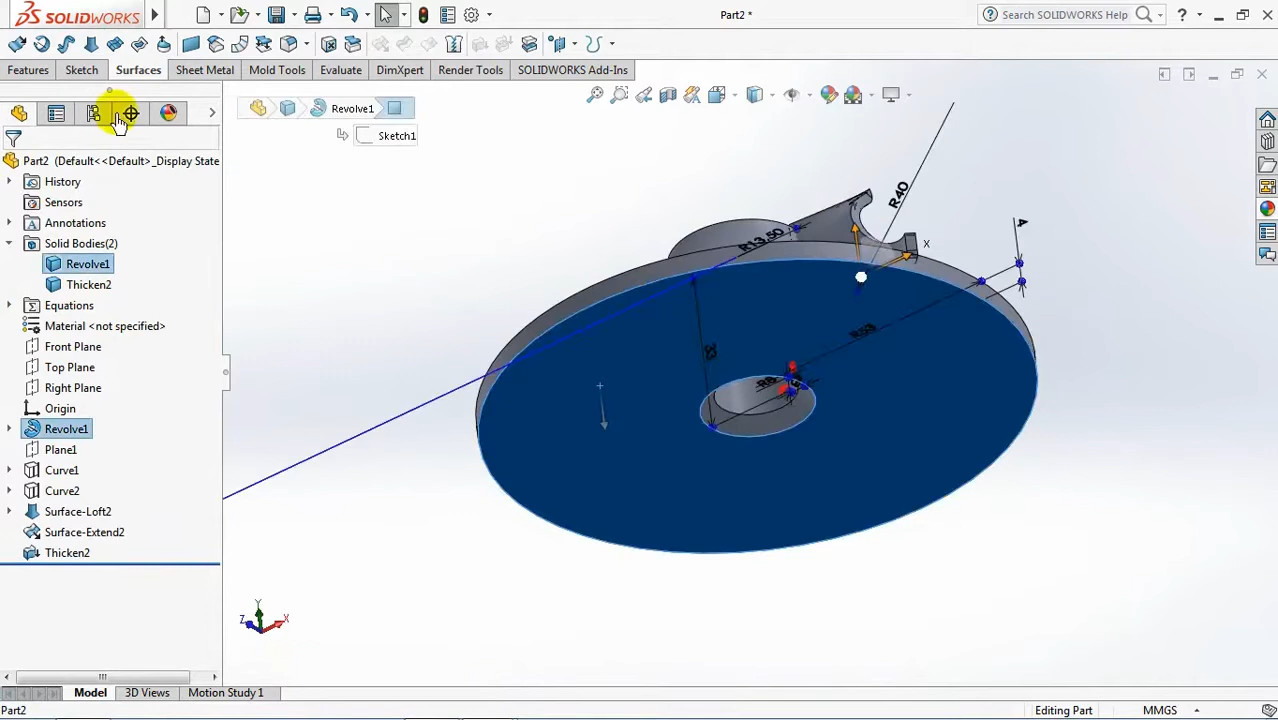 SOLIDWORKS
Part2 *
Search SOLIDWORKS Help
?
Features Sketch Surfaces Sheet Metal Mold Tools Evaluate DimXpert Render Tools SOLIDWORKS Add-Ins
Revolve1
Sketch1
Part2 (Default<<Default>_Display State
History
Sensors
Annotations
Solid Bodies(2)
Revolve1
Thicken2
Equations
Material <not specified>
Front Plane
Top Plane
Right Plane
Origin
Revolve1
Plane1
Curve1
Curve2
Surface-Loft2
Surface-Extend2
Thicken2
R40
4
R13.50
X
R53
Y
Z X
Model 3D Views Motion Study 1
Part2 Editing Part MMGS